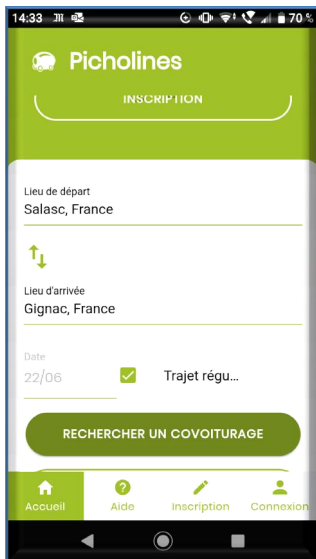 14:33
70 %
Picholines
INSCRIPTION
Lieu de départ
Salasc, France
Lieu d'arrivée
Gignac, France
Date
22/06
Trajet régu...
RECHERCHER UN COVOITURAGE
Accueil
Aide
Inscription
Connexion